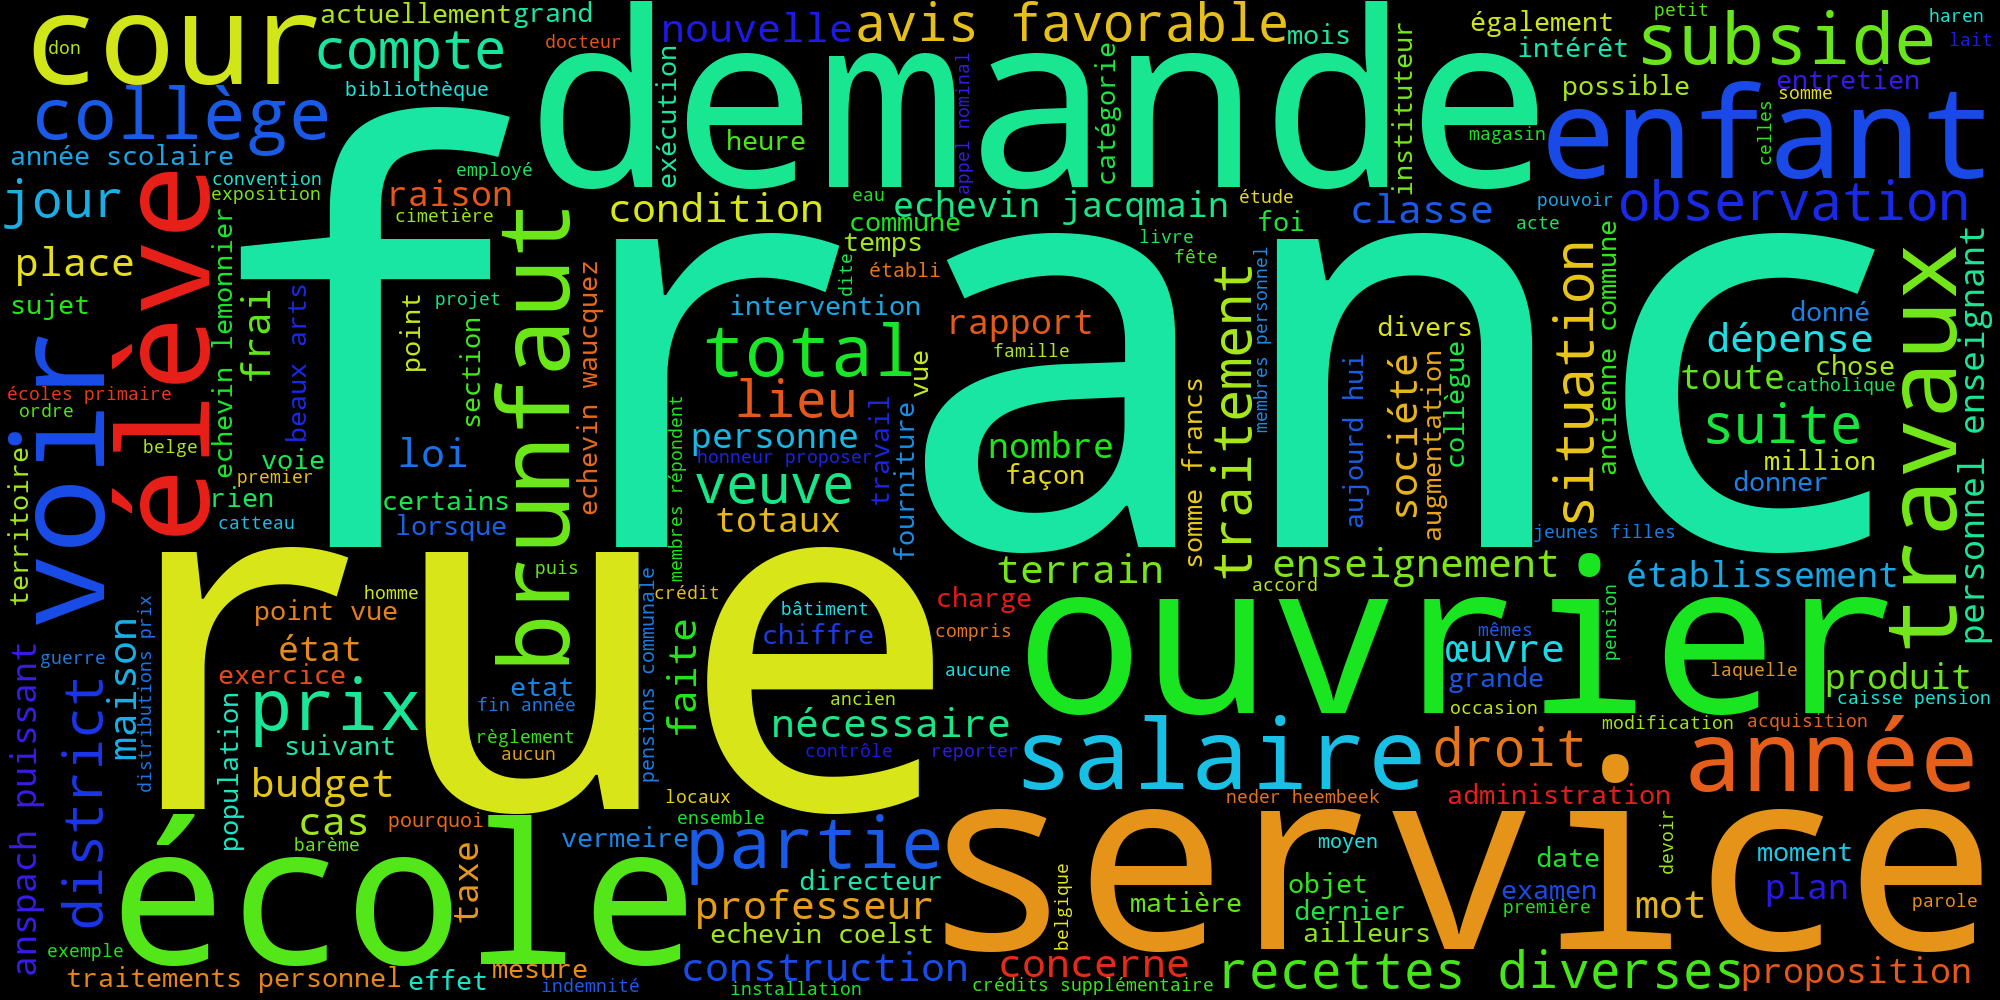 cour
don
actuellement
grand
compte
bibliothèque
docteur
nouvelle
avis favorable
mois
demande
exécution
heure
appel nominal
catégorie
instituteur
également
intérêt
petit
subside
haren
lait
possible
entretien
somme
celles
magasin
enfant
collège
année scolaire
convention
exposition
employé
raison
cimetière
jour
élève
condition
eau
commune
echevin jacqmain
étude
foi
classe
pouvoir
acte
observation
place
sujet
echevin lemonnier
frai
beaux arts
projet
point
section
brunfaut
echevin waucquez
franc
temps
établi
dite
livre
fête
intervention
total
rapport
famille
lieu
vue
membres personnel
traitement
divers
aujourd hui
société
augmentation
collègue
situation
ancienne commune
donné
dépense
chose
toute
catholique
suite
million
donner
travaux
personnel enseignant
écoles primaire
ordre
voir
belge
voie
premier
rien
catteau
territoire
loi
certains
lorsque
membres répondent
personne
honneur proposer
veuve
travail
fourniture
totaux
nombre
façon
somme francs
jeunes filles
rue
puis
homme
point vue
état
exercice
prix
suivant
budget
population
maison
distributions prix
guerre
anspach puissant
district
etat
fin année
règlement
aucun
pensions communale
crédit
faite
bâtiment
chiffre
ancien
nécessaire
contrôle
reporter
terrain
charge
compris
aucune
enseignement
accord
ouvrier
pension
établissement
mêmes
œuvre
grande
occasion
laquelle
produit
caisse pension
modification
acquisition
salaire
droit
année
neder heembeek
administration
cas
barème
pourquoi
taxe
école
vermeire
locaux
ensemble
partie
directeur
professeur
echevin coelst
service
moyen
belgique
matière
objet
dernier
ailleurs
date
examen
première
devoir
mot
moment
plan
parole
exemple
traitements personnel
effet
mesure
indemnité
construction
installation
concerne
crédits supplémentaire
recettes diverses
proposition